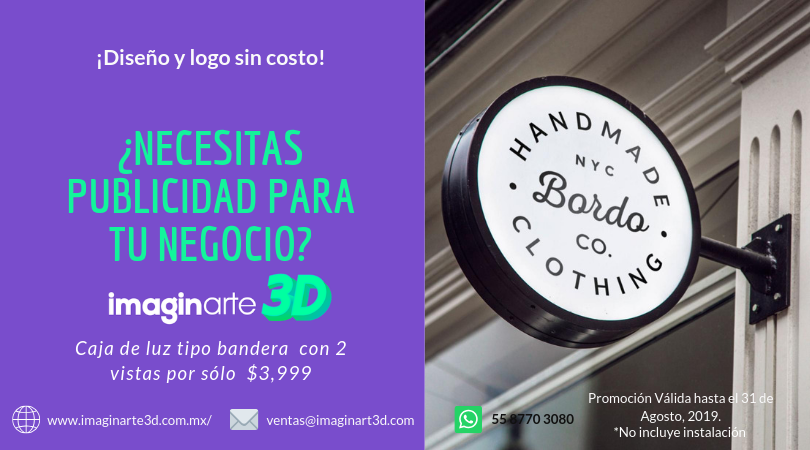 ¡Diseño y logo sin costo!
¿NECESITAS
PUBLICIDAD PARA
TU NEGOCIO?
imaginarte 3D
Caja de luz tipo bandera con 2
vistas por sólo $3,999
www.imaginarte3d.com.mx/
ventas@imaginart3d.com
HANDMADE
NYC
Bordo
CO.
CLOTHING
55 8770 3080
Promoción Válida hasta el 31 de
Agosto, 2019.
*No incluye instalación